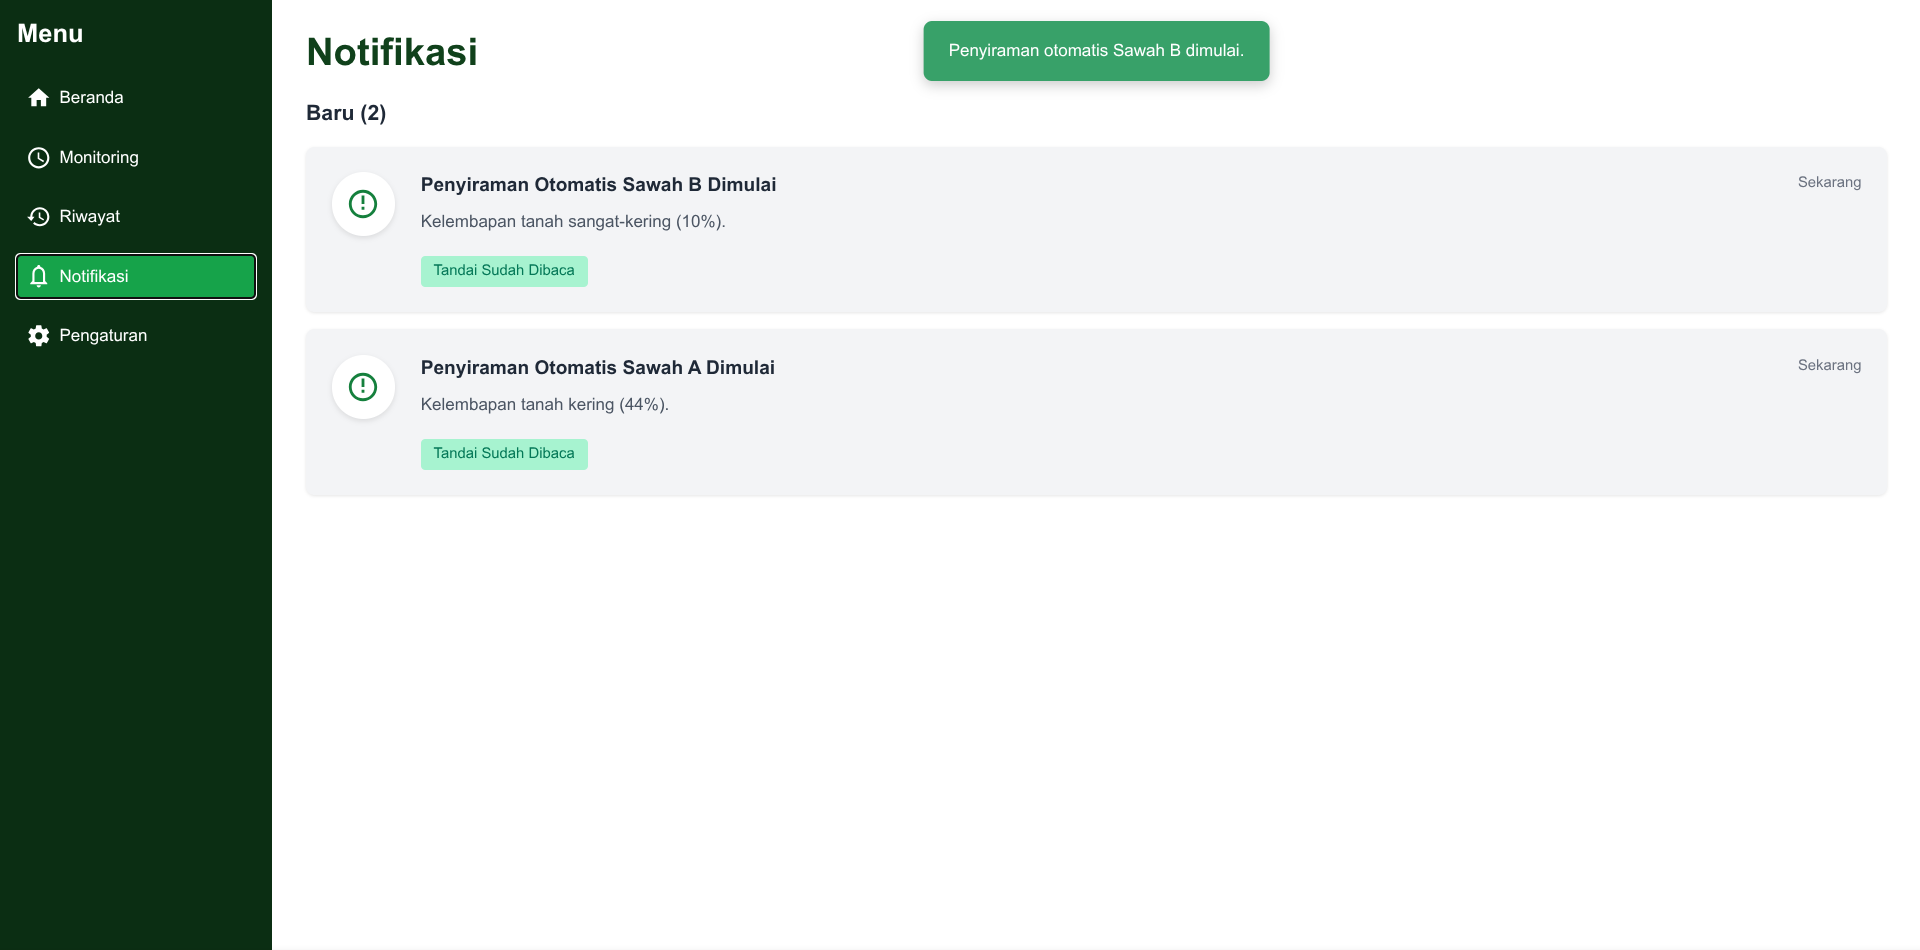 Menu
Beranda
Monitoring
Riwayat
Notifikasi
Pengaturan
Notifikasi
Penyiraman otomatis Sawah B dimulai.
Baru (2)
Penyiraman Otomatis Sawah B Dimulai
Sekarang
Kelembapan tanah sangat-kering (10%).
Tandai Sudah Dibaca
Penyiraman Otomatis Sawah A Dimulai
Sekarang
Kelembapan tanah kering (44%).
Tandai Sudah Dibaca